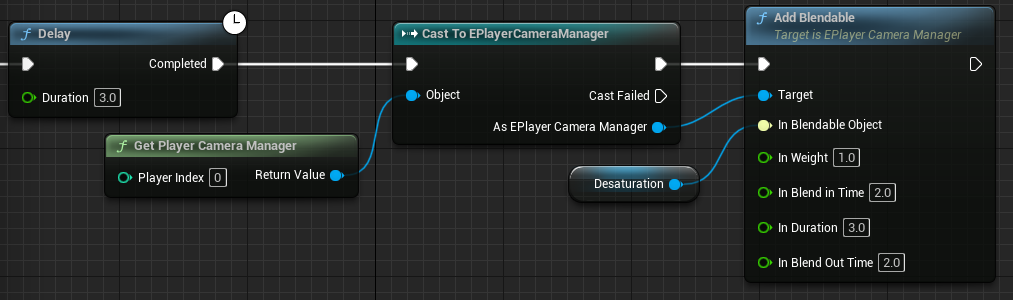 Delay
Completed
Duration 3.0
Get Player Camera Manager
Player Index 0
Return Value
Cast To EPlayerCameraManager
Object
Cast Failed
As EPlayer Camera Manager
Desaturation
Add Blendable
Target is EPlayer Camera Manager
Target
In Blendable Object
In Weight 1.0
In Blend in Time 2.0
In Duration 3.0
In Blend Out Time 2.0